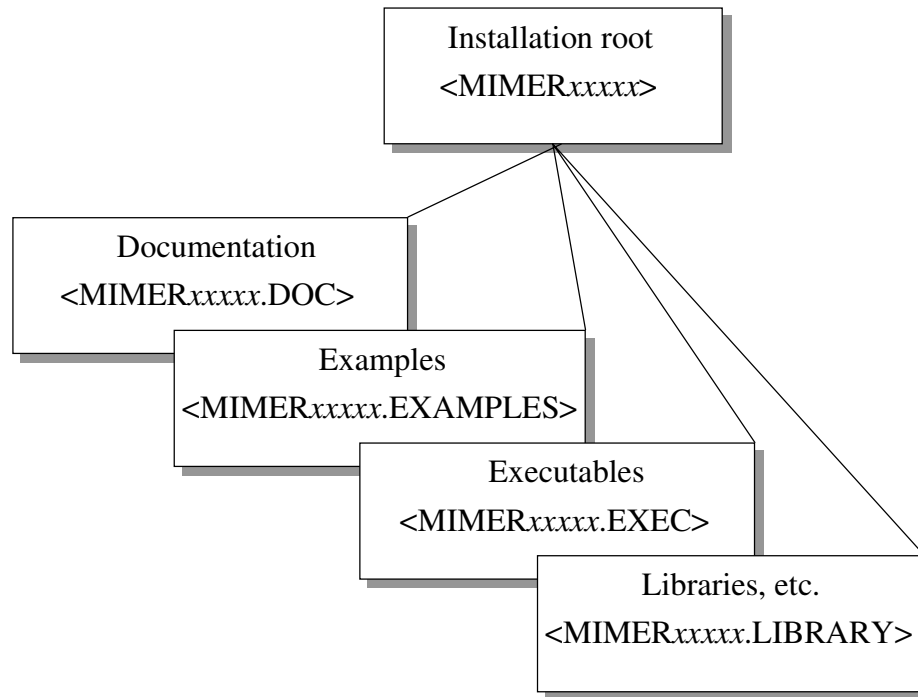 Installation root
<MIMERxxxxx>
Documentation
<MIMERxxxxx.DOC>
Examples
<MIMERxxxxx.EXAMPLES>
Executables
<MIMERxxxxx.EXEC>
Libraries, etc.
<MIMERxxxxx.LIBRARY>